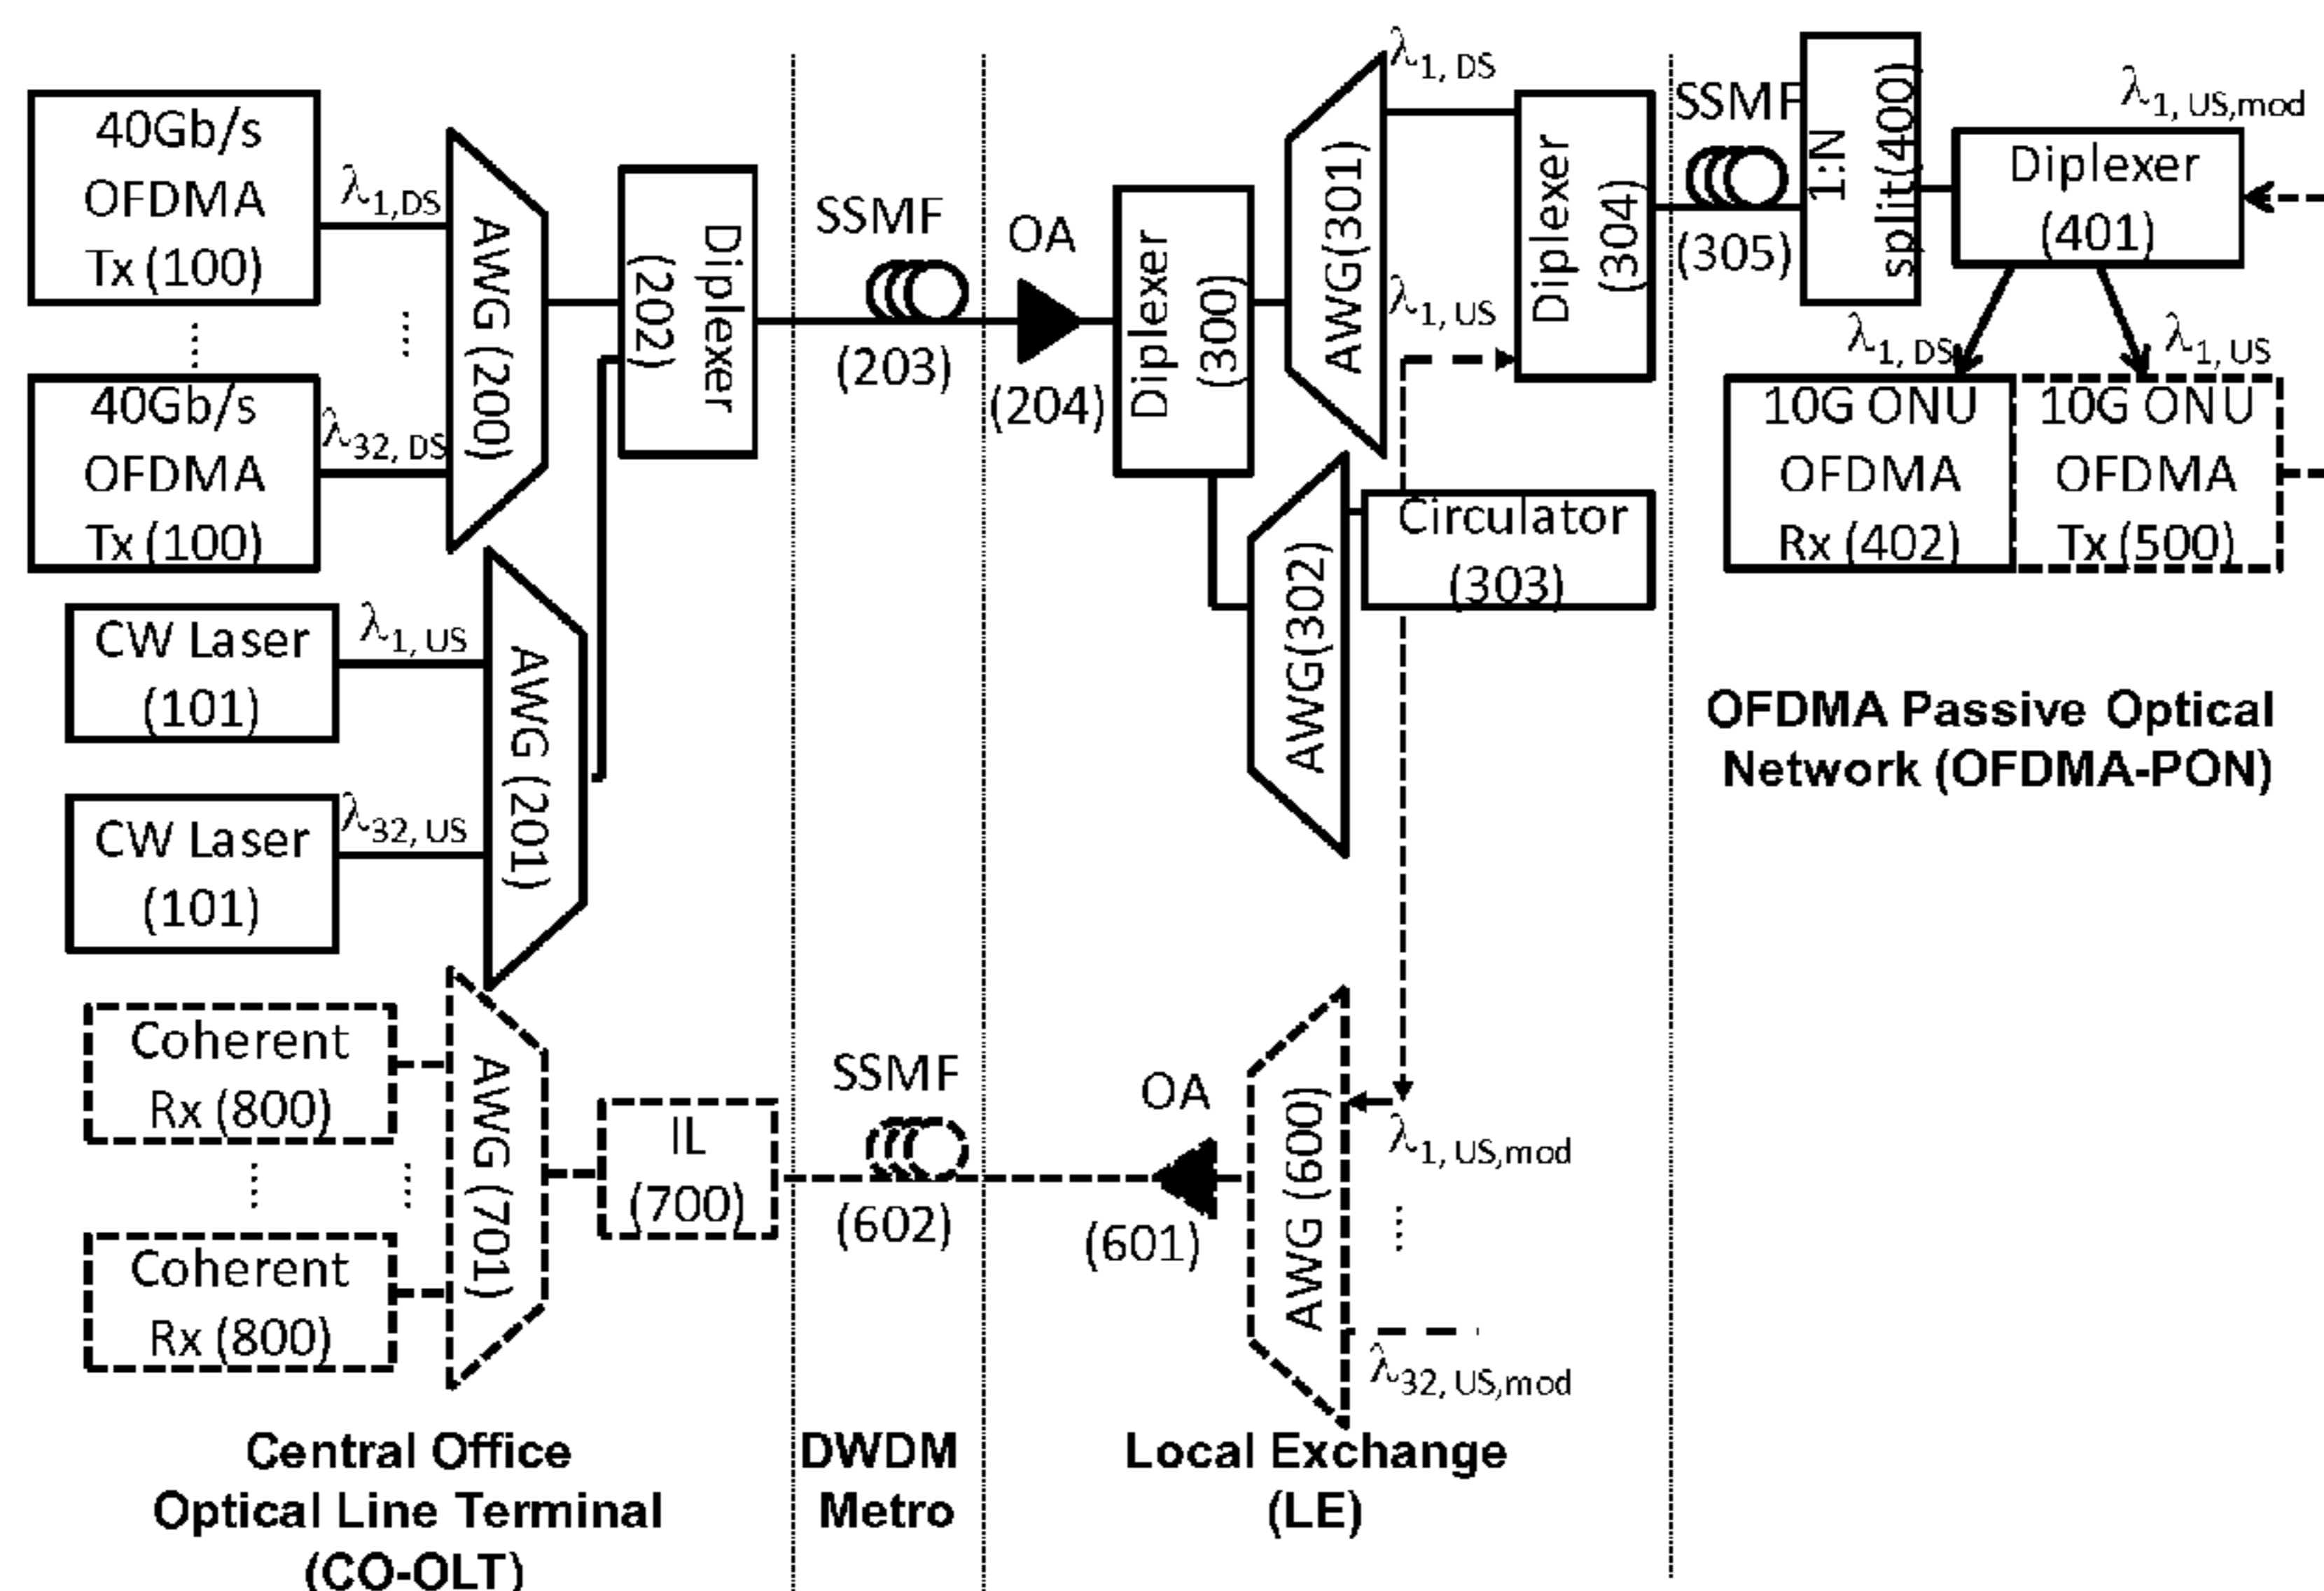 40Gb/s
OFDMA
Tx (100)
λ1,DS
40Gb/s
OFDMA
Tx (100)
λ32, DS
AWG (200)
CW Laser
(101)
λ1, US
CW Laser
(101)
λ32, US
AWG (201)
Diplexer
(202)
SSMF
(203)
OA
(204)
Diplexer
(300)
AWG(301)
λ1, DS
λ1, US
AWG(302)
Circulator
(303)
Diplexer
(304)
SSMF
(305)
1:N
split(400)
λ1, US,mod
Diplexer
(401)
λ1, DS
λ1, US
10G ONU
OFDMA
Rx (402)
10G ONU
OFDMA
Tx (500)
OFDMA Passive Optical
Network (OFDMA-PON)
Coherent
Rx (800)
Coherent
Rx (800)
AWG (701)
IL
(700)
SSMF
(602)
OA
(601)
AWG (600)
λ1, US,mod
λ32, US,mod
Central Office
Optical Line Terminal
(CO-OLT)
DWDM
Metro
Local Exchange
(LE)